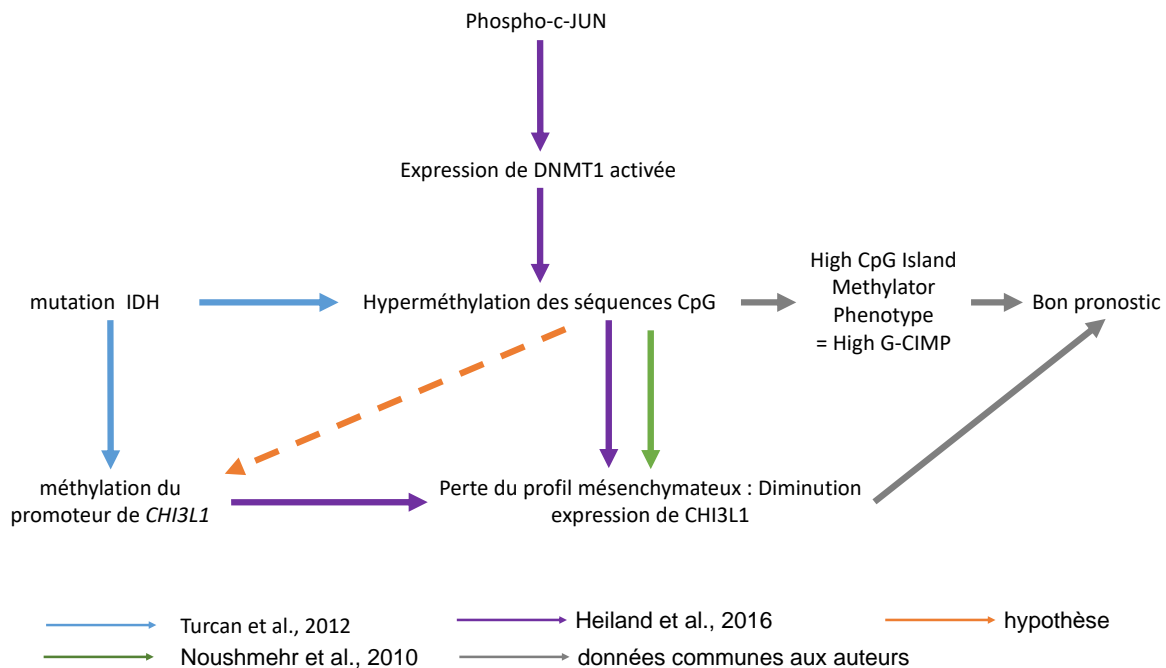 Phospho-c-JUN
Expression de DNMT1 activée
mutation IDH
Hyperméthylation des séquences CpG
High CpG Island
Methylator
Phenotype
= High G-CIMP
Bon pronostic
méthylation du
promoteur de CHI3L1
Perte du profil mésenchymateux : Diminution
expression de CHI3L1
Turcan et al., 2012
Heiland et al., 2016
hypothèse
Noushmehr et al., 2010
données communes aux auteurs